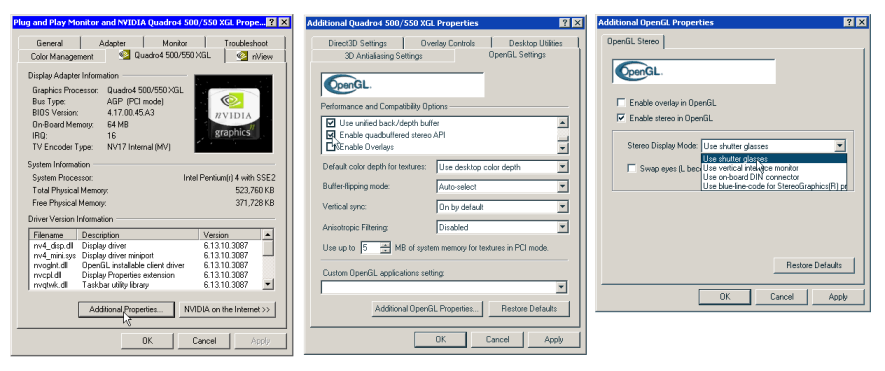 Plug and Play Monitor and NVIDIA Quadro4 500/550 XGL Prope...
General Adapter Monitor Troubleshoot
Color Management Quadro4 500/550 XGL nView
Display Adapter Information
Graphics Processor: Quadro4 500/550 XGL
Bus Type: AGP (PCI mode)
BIOS Version: 4.17.00.45.A3
On-Board Memory: 64 MB
IRQ: 16
TV Encoder Type: NV17 Internal (MV)
nVIDIA
graphics
System Information
System Processor: Intel Pentium(r) 4 with SSE2
Total Physical Memory: 523,760 KB
Free Physical Memory: 371,728 KB
Driver Version Information
Filename Description Version
nv4_disp.dll Display driver 6.13.10.3087
nv4_mini.sys Display driver miniport 6.13.10.3087
nvoglnt.dll OpenGL installable client driver 6.13.10.3087
nvcpl.dll Display Properties extension 6.13.10.3087
nvqtwk.dll Taskbar utility library 6.13.10.3087
Additional Properties... NVIDIA on the Internet >>
OK Cancel Apply
Additional Quadro4 500/550 XGL Properties
Direct3D Settings Overlay Controls Desktop Utilities
3D Antialiasing Settings OpenGL Settings
OpenGL.
Performance and Compatibility Options
Use unified back/depth buffer
Enable quadbuffered stereo API
Enable Overlays
Default color depth for textures: Use desktop color depth
Buffer-flipping mode: Auto-select
Vertical sync: On by default
Anisotropic Filtering: Disabled
Use up to 5 MB of system memory for textures in PCI mode.
Custom OpenGL applications setting:
Additional OpenGL Properties... Restore Defaults
OK Cancel Apply
Additional OpenGL Properties
OpenGL Stereo
OpenGL.
Enable overlay in OpenGL
Enable stereo in OpenGL
Stereo Display Mode: Use shutter glasses
Use shutter glasses
Swap eyes (L bec
Use vertical interlace monitor
Use on-board DIN connector
Use blue-line-code for StereoGraphics(R) pr
Restore Defaults
OK Cancel Apply